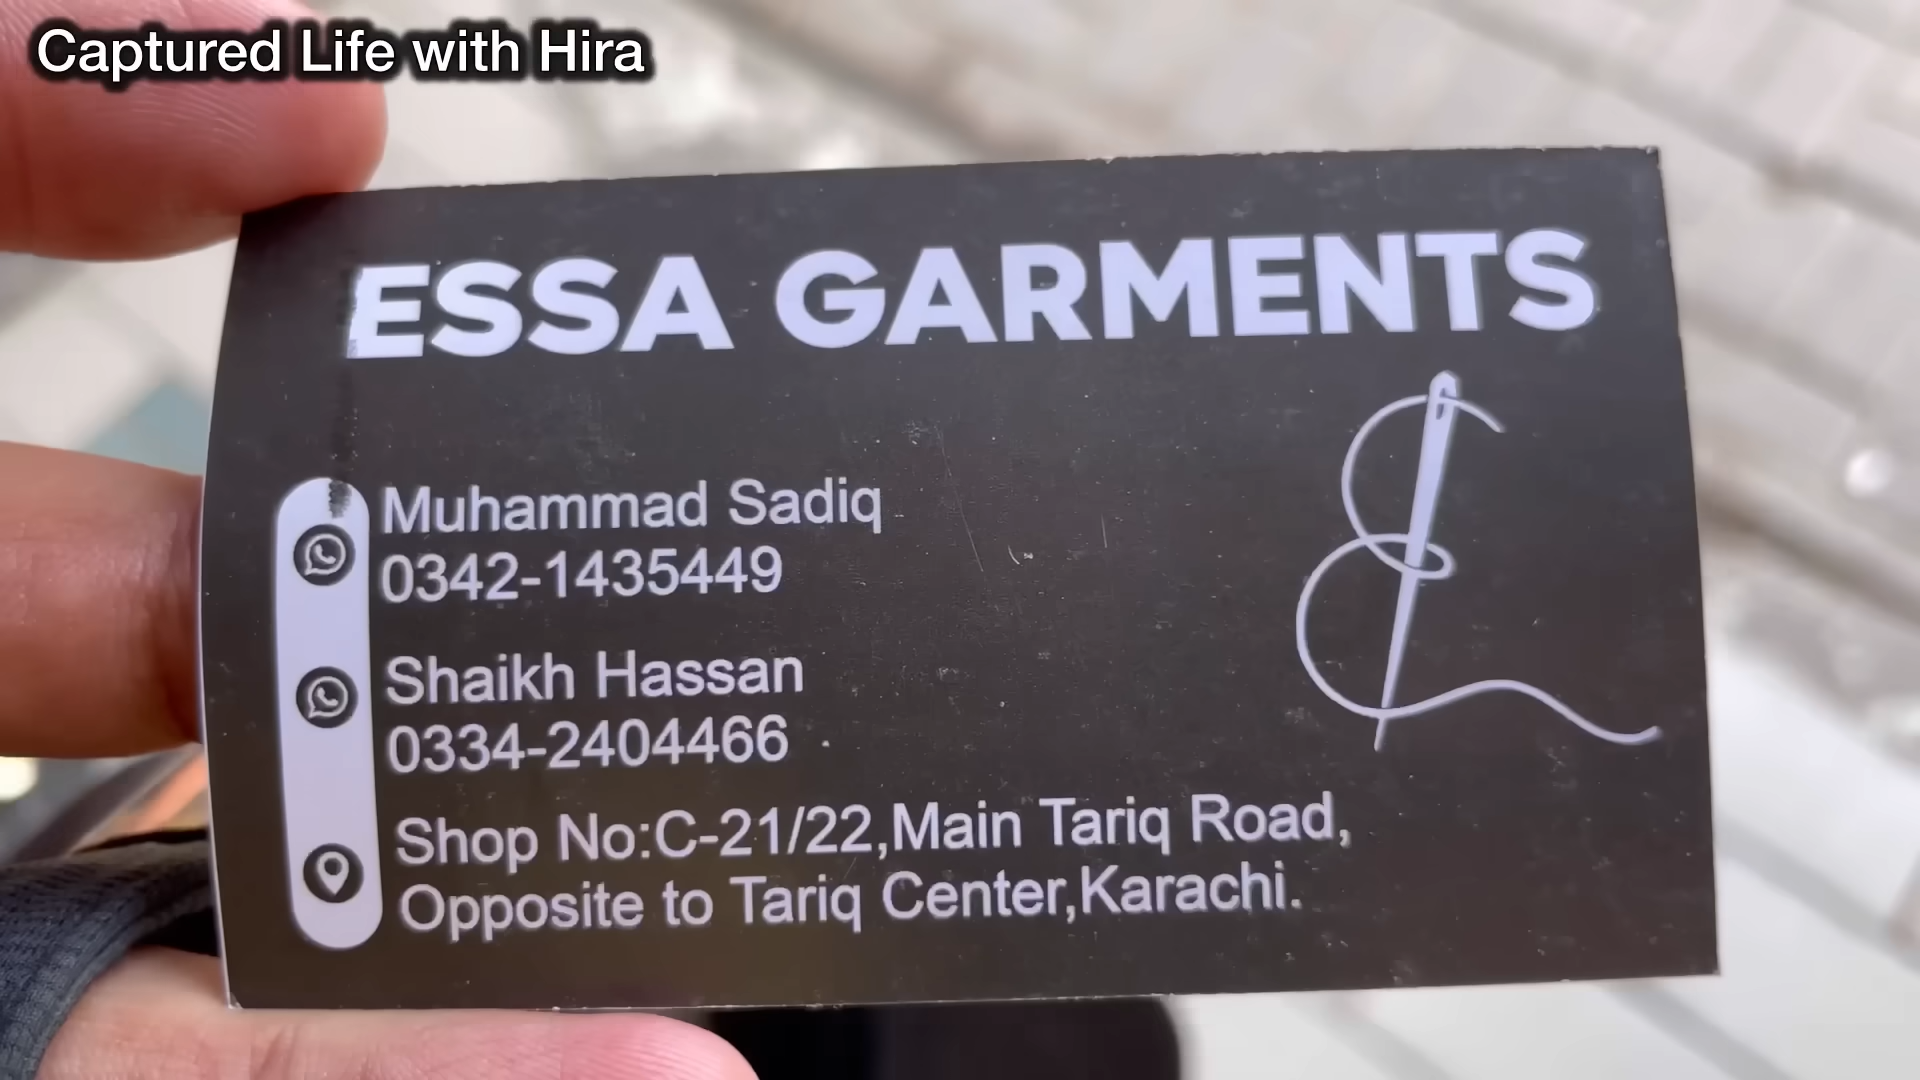 Captured Life with Hira
ESSA GARMENTS
Muhammad Sadiq
0342-1435449
Shaikh Hassan
0334-2404466
Shop No:C-21/22,Main Tariq Road,
Opposite to Tariq Center,Karachi.